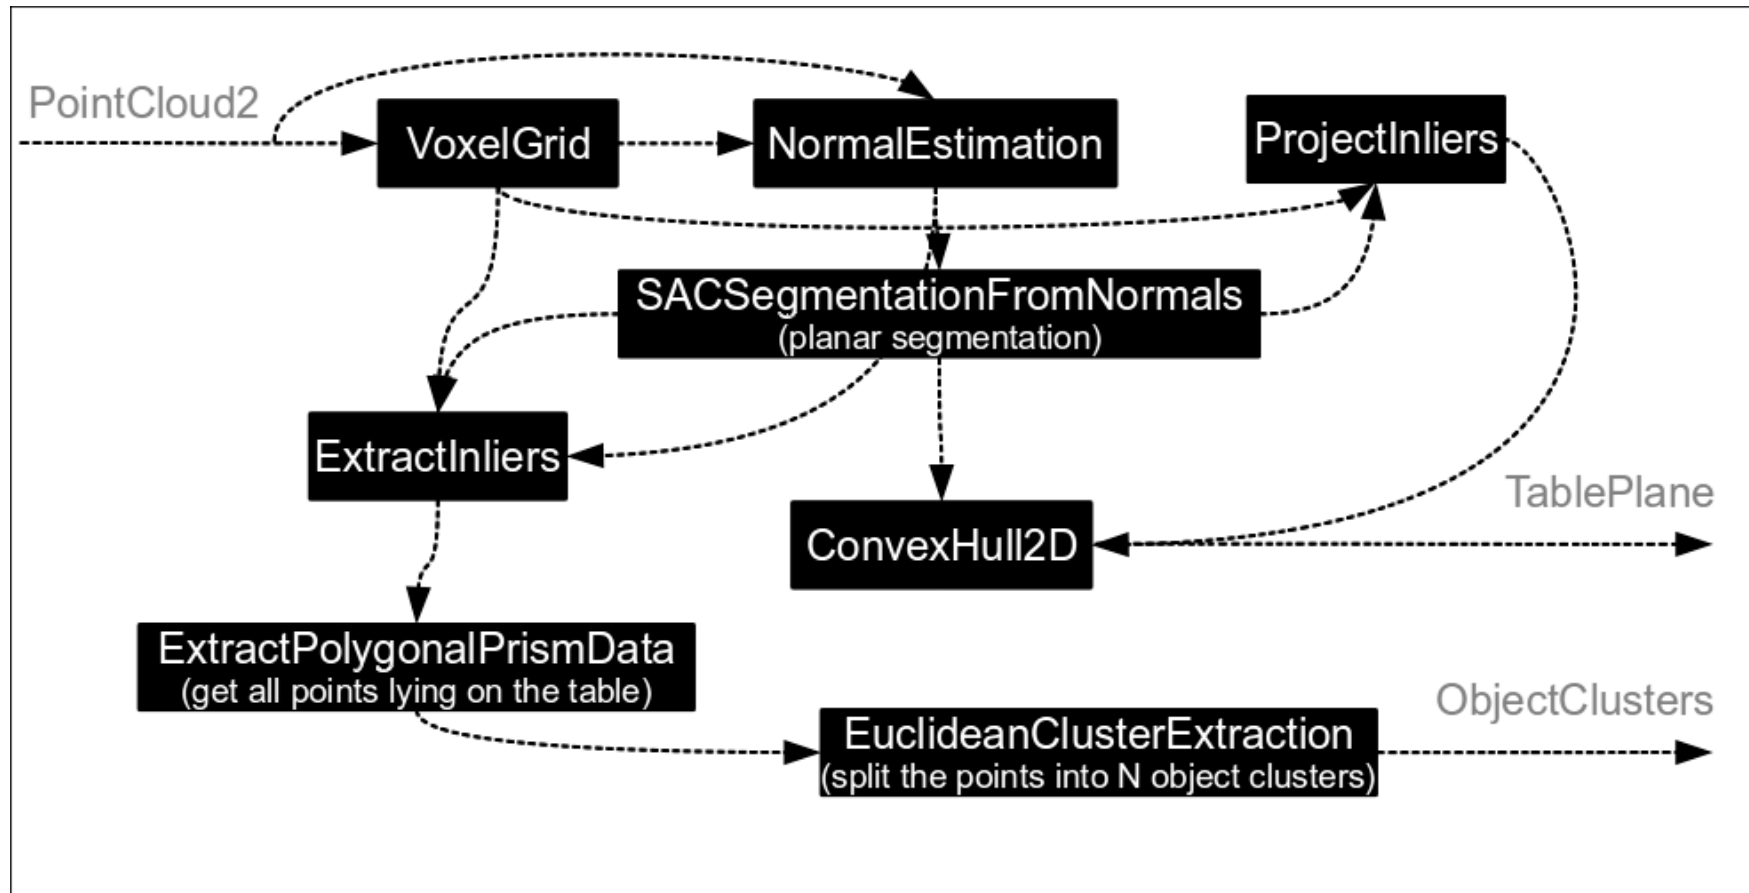 PointCloud2
VoxelGrid
NormalEstimation
ProjectInliers
SACSegmentationFromNormals
(planar segmentation)
ExtractInliers
ConvexHull2D
TablePlane
ExtractPolygonalPrismData
(get all points lying on the table)
EuclideanClusterExtraction
(split the points into N object clusters)
ObjectClusters